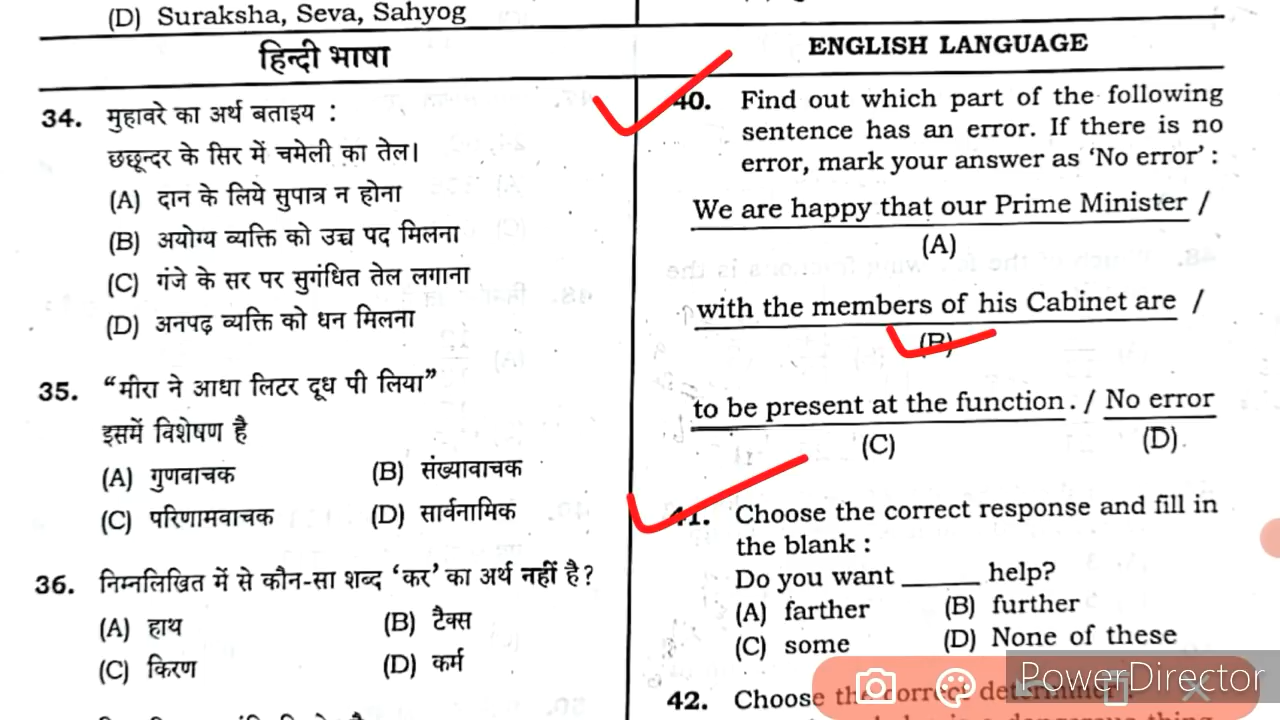 (D) Suraksha, Seva, Sahyog
हिन्दी भाषा
34. मुहावरे का अर्थ बताइय :
छछून्दर के सिर में चमेली का तेल।
(A) दान के लिये सुपात्र न होना
(B) अयोग्य व्यक्ति को उच्च पद मिलना
(C) गंजे के सर पर सुगंधित तेल लगाना
(D) अनपढ़ व्यक्ति को धन मिलना
35. “मीरा ने आधा लिटर दूध पी लिया”
इसमें विशेषण है
(A) गुणवाचक (B) संख्यावाचक
(C) परिणामवाचक (D) सार्वनामिक
36. निम्नलिखित में से कौन-सा शब्द ‘कर’ का अर्थ नहीं है?
(A) हाथ (B) टैक्स
(C) किरण (D) कर्म
ENGLISH LANGUAGE
40. Find out which part of the following
sentence has an error. If there is no
error, mark your answer as ‘No error’ :
We are happy that our Prime Minister /
(A)
with the members of his Cabinet are /
(B)
to be present at the function. / No error
(C) (D)
41. Choose the correct response and fill in
the blank :
Do you want ______ help?
(A) farther (B) further
(C) some (D) None of these
42. Choose the correct determiner
PowerDirector